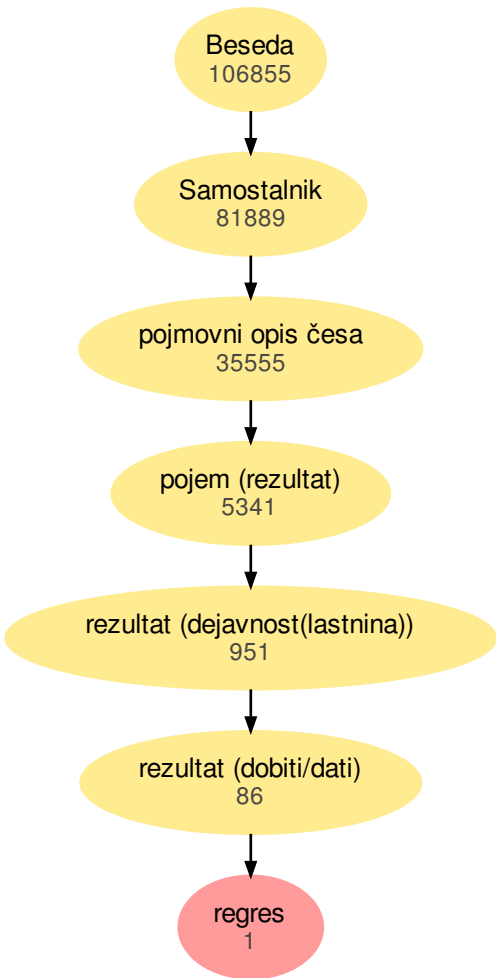 Beseda
106855
Samostalnik
81889
pojmovni opis česa
35555
pojem (rezultat)
5341
rezultat (dejavnost(lastnina))
951
rezultat (dobiti/dati)
86
regres
1